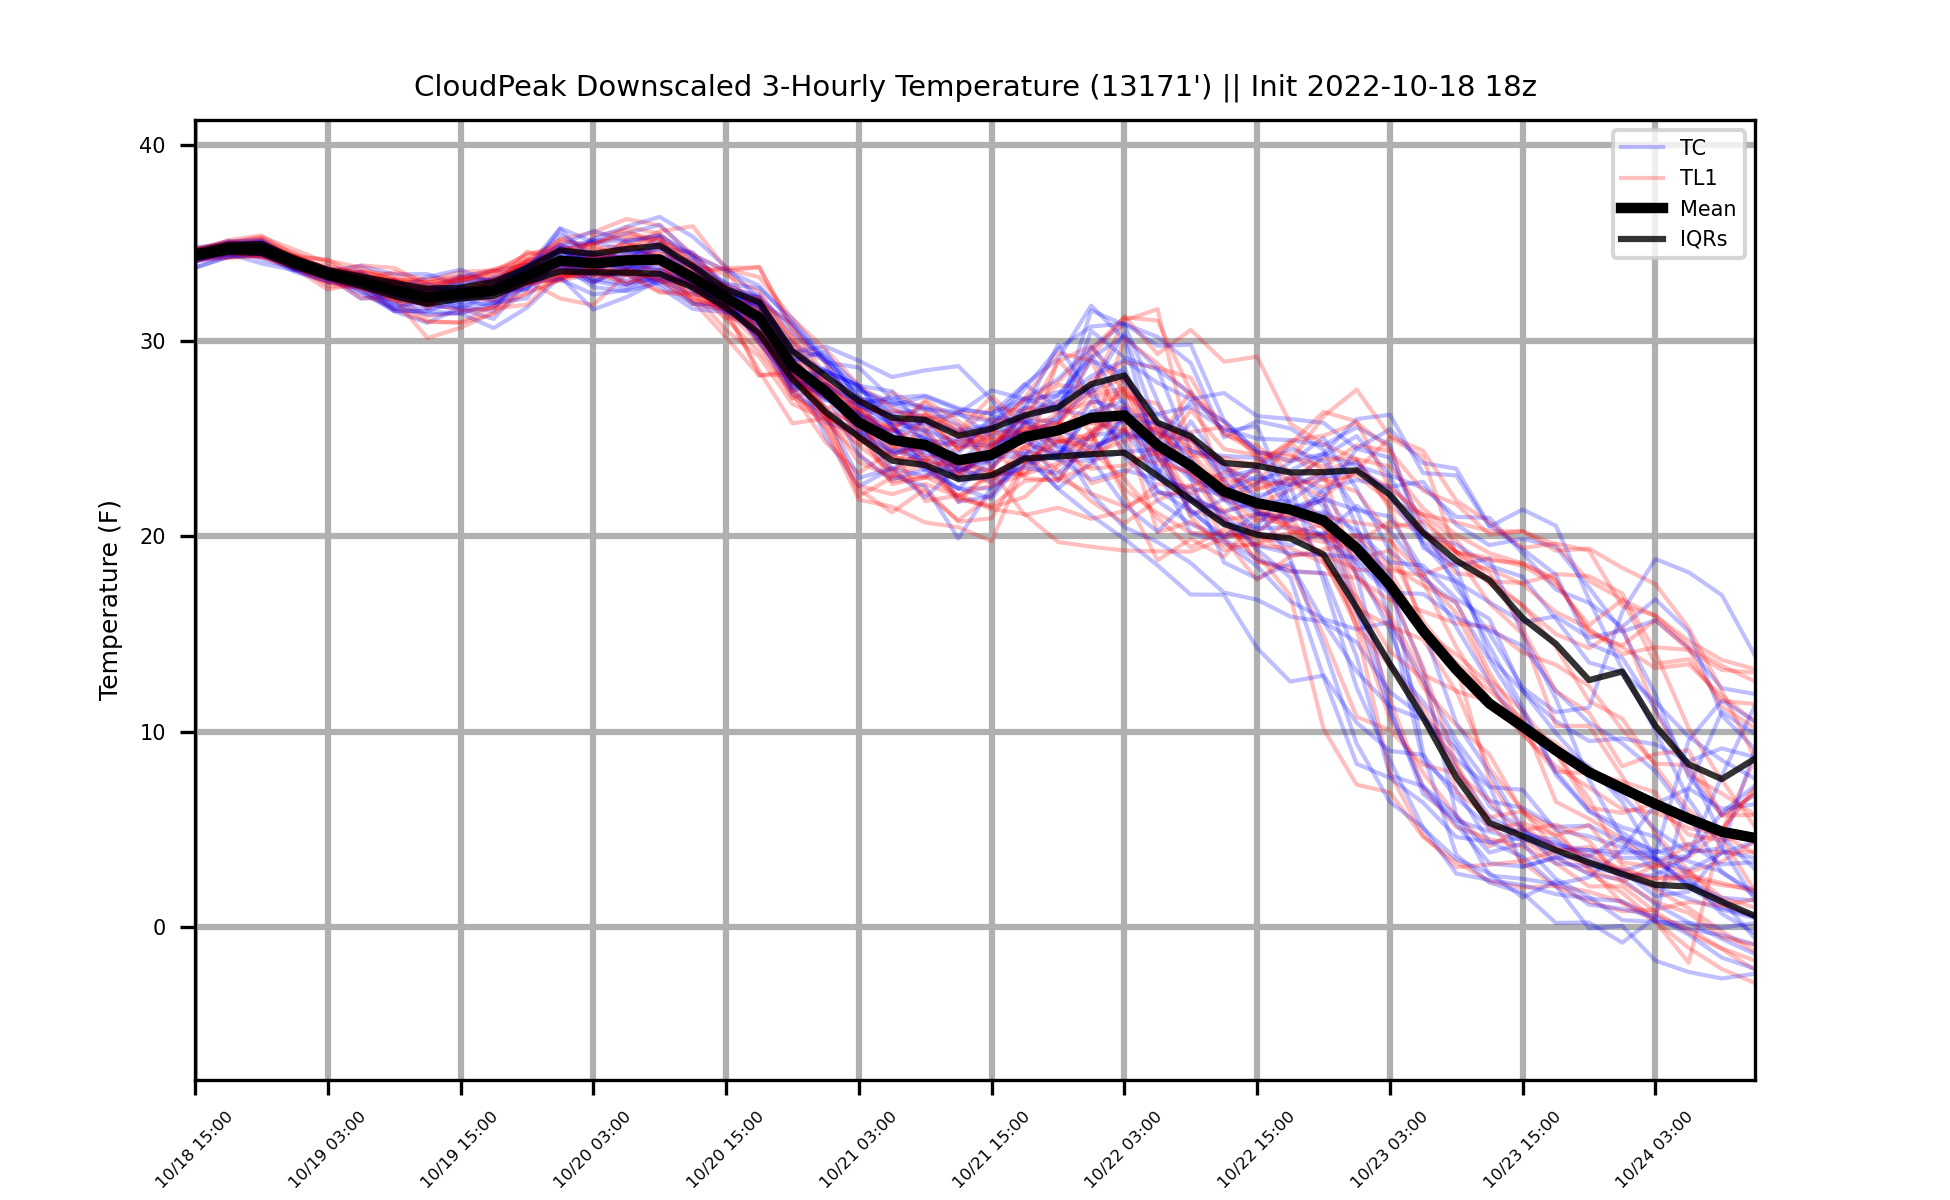 CloudPeak Downscaled 3-Hourly Temperature (13171') || Init 2022-10-18 18z
TC
TL1
Mean
IQRs
Temperature (F)
40
30
20
10
0
10/18 15:00
10/19 03:00
10/19 15:00
10/20 03:00
10/20 15:00
10/21 03:00
10/21 15:00
10/22 03:00
10/22 15:00
10/23 03:00
10/23 15:00
10/24 03:00